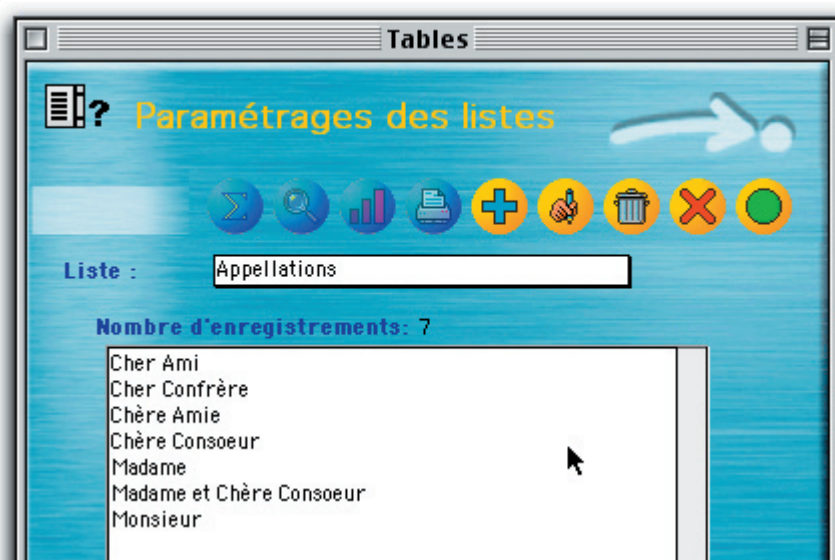 Tables
? Paramétrages des listes
Σ
Liste : Appellations
Nombre d'enregistrements: 7
Cher Ami
Cher Confrère
Chère Amie
Chère Consoeur
Madame
Madame et Chère Consoeur
Monsieur